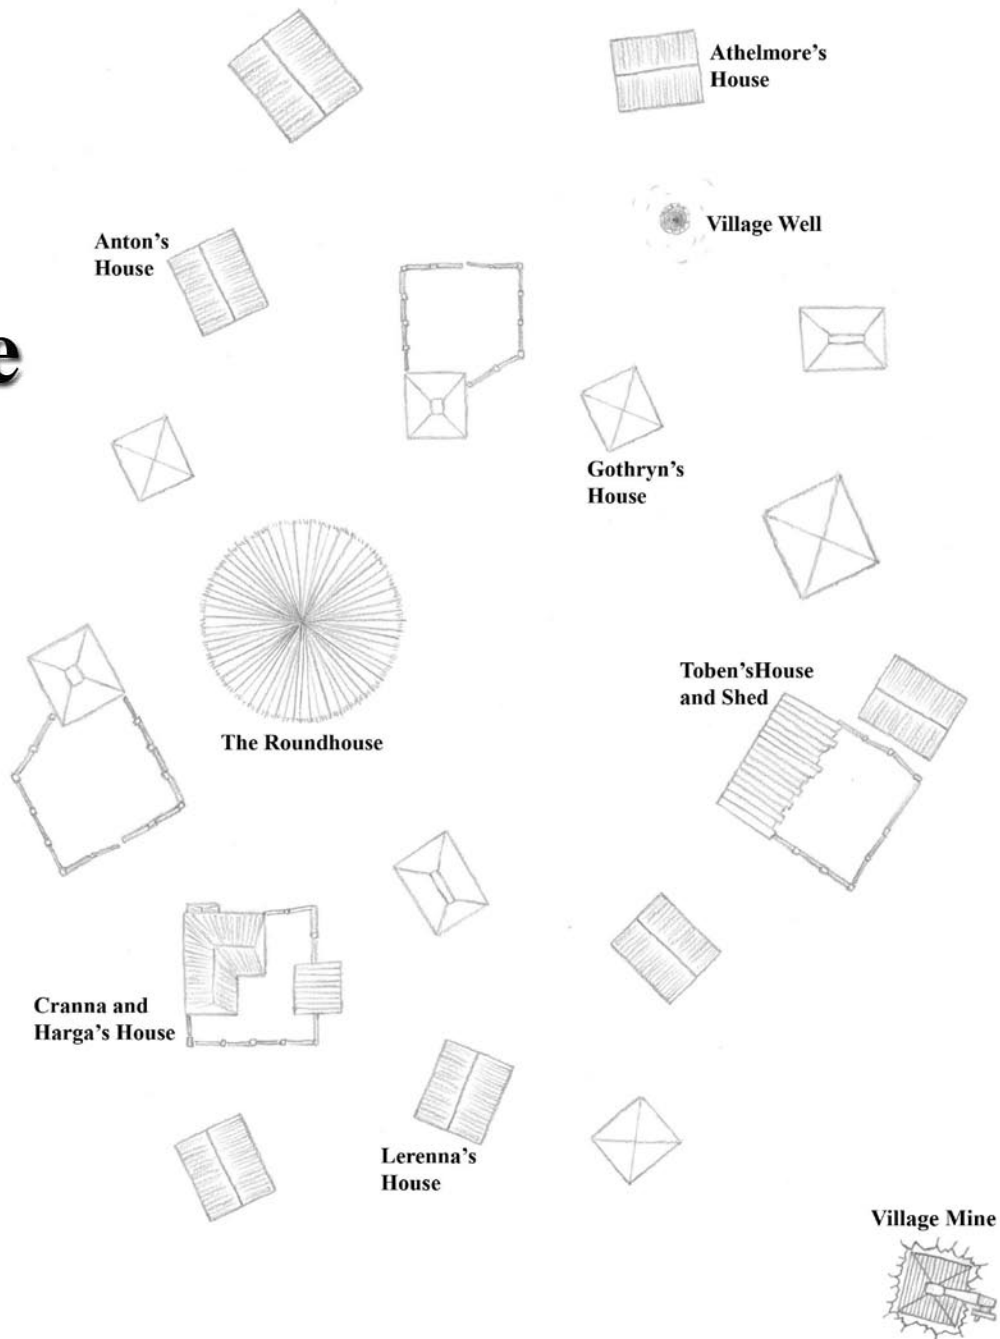 Athelmore's
House
Village Well
Anton's
House
e
Gothryn's
House
Toben'sHouse
and Shed
The Roundhouse
Cranna and
Harga's House
Lerenna's
House
Village Mine